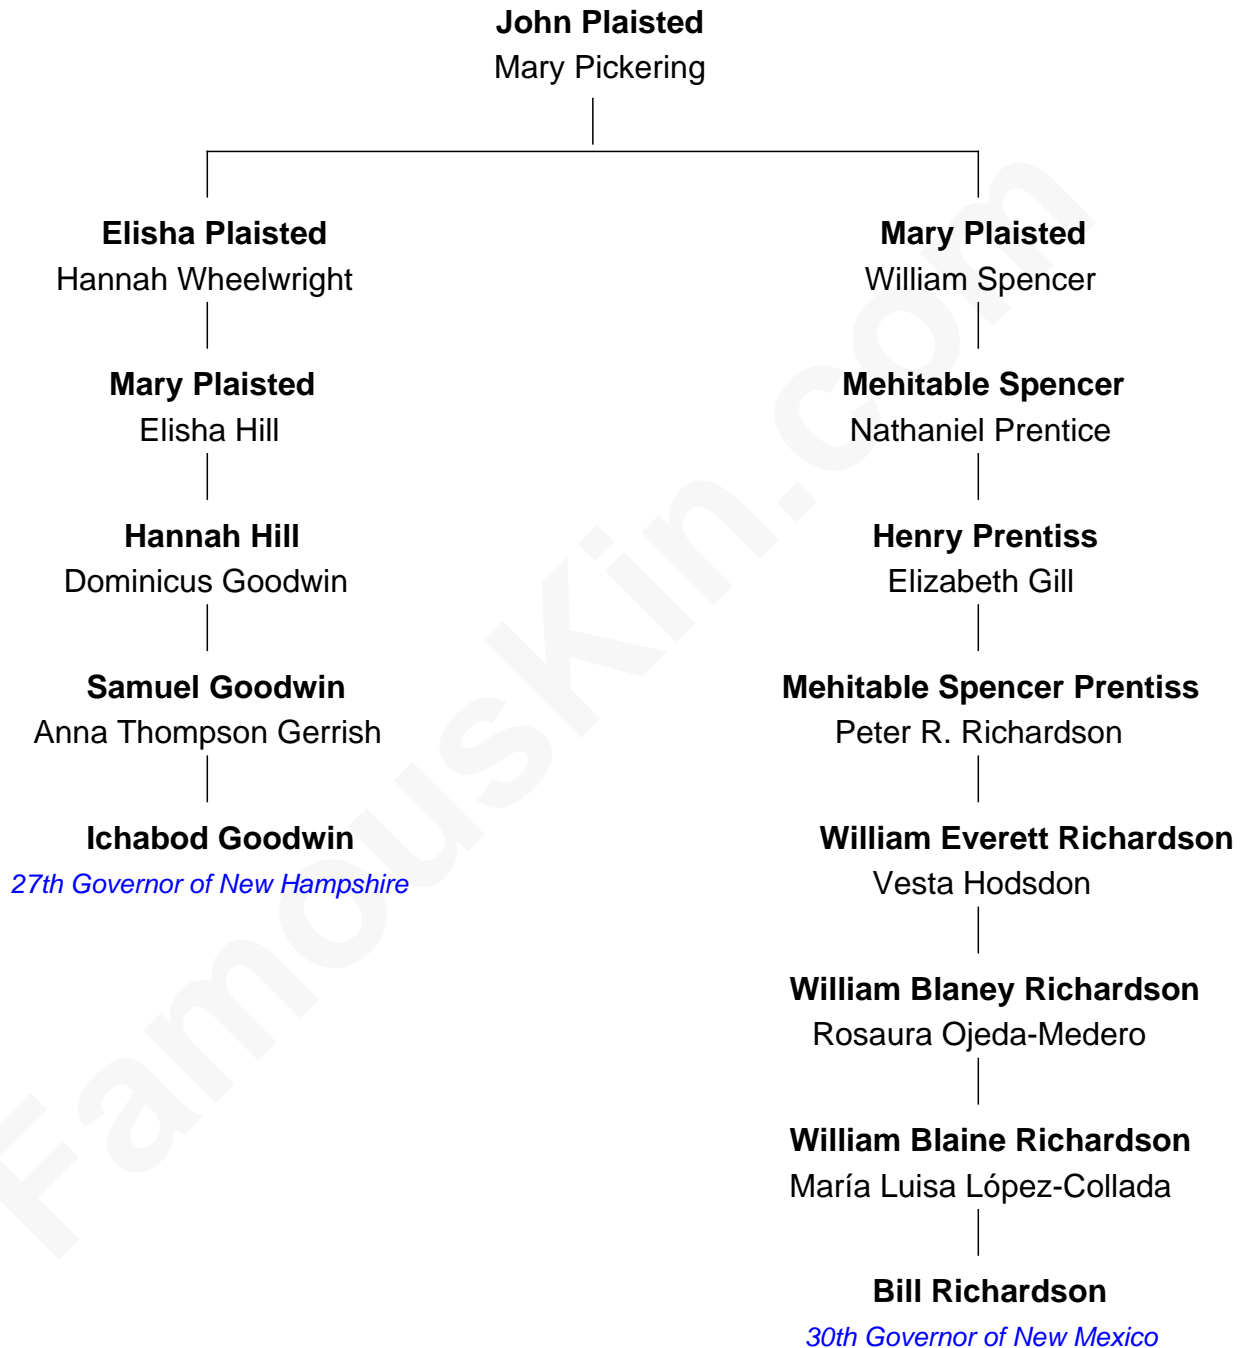 John Plaisted
Mary Pickering
Elisha Plaisted
Hannah Wheelwright
Mary Plaisted
William Spencer
Mary Plaisted
Elisha Hill
Mehitable Spencer
Nathaniel Prentice
Hannah Hill
Dominicus Goodwin
Henry Prentiss
Elizabeth Gill
Samuel Goodwin
Anna Thompson Gerrish
Mehitable Spencer Prentiss
Peter R. Richardson
Ichabod Goodwin
27th Governor of New Hampshire
William Everett Richardson
Vesta Hodsdon
William Blaney Richardson
Rosaura Ojeda-Medero
William Blaine Richardson
María Luisa López-Collada
Bill Richardson
30th Governor of New Mexico
FamousKin.com